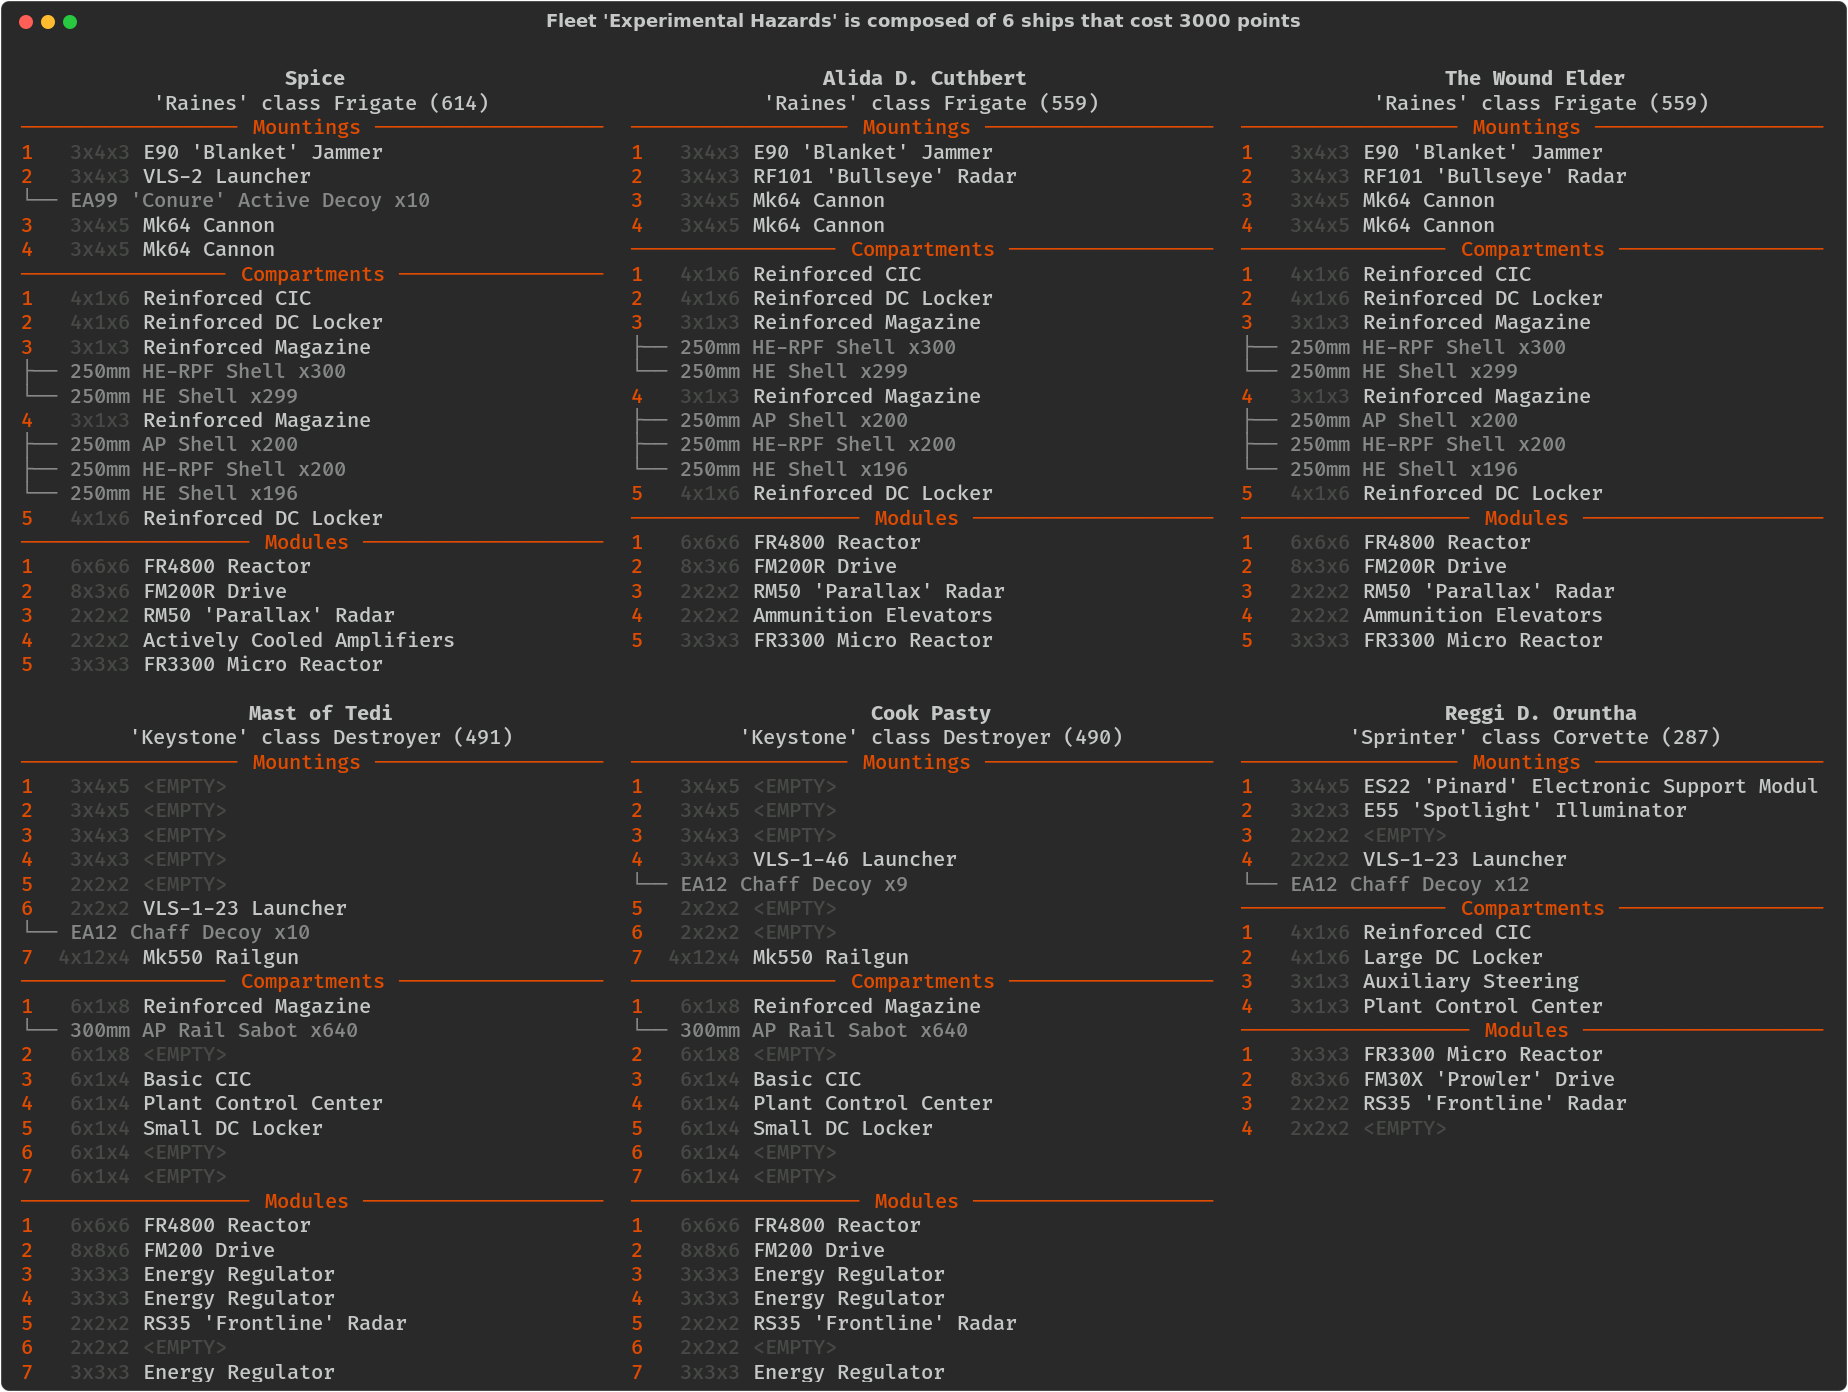 Fleet 'Experimental Hazards' is composed of 6 ships that cost 3000 points
Spice
'Raines' class Frigate (614)
Mountings
1 3x4x3 E90 'Blanket' Jammer
2 3x4x3 VLS-2 Launcher
└── EA99 'Conure' Active Decoy x10
3 3x4x5 Mk64 Cannon
4 3x4x5 Mk64 Cannon
Compartments
1 4x1x6 Reinforced CIC
2 4x1x6 Reinforced DC Locker
3 3x1x3 Reinforced Magazine
├── 250mm HE-RPF Shell x300
└── 250mm HE Shell x299
4 3x1x3 Reinforced Magazine
├── 250mm AP Shell x200
├── 250mm HE-RPF Shell x200
└── 250mm HE Shell x196
5 4x1x6 Reinforced DC Locker
Modules
1 6x6x6 FR4800 Reactor
2 8x3x6 FM200R Drive
3 2x2x2 RM50 'Parallax' Radar
4 2x2x2 Actively Cooled Amplifiers
5 3x3x3 FR3300 Micro Reactor
Alida D. Cuthbert
'Raines' class Frigate (559)
Mountings
1 3x4x3 E90 'Blanket' Jammer
2 3x4x3 RF101 'Bullseye' Radar
3 3x4x5 Mk64 Cannon
4 3x4x5 Mk64 Cannon
Compartments
1 4x1x6 Reinforced CIC
2 4x1x6 Reinforced DC Locker
3 3x1x3 Reinforced Magazine
├── 250mm HE-RPF Shell x300
└── 250mm HE Shell x299
4 3x1x3 Reinforced Magazine
├── 250mm AP Shell x200
├── 250mm HE-RPF Shell x200
└── 250mm HE Shell x196
5 4x1x6 Reinforced DC Locker
Modules
1 6x6x6 FR4800 Reactor
2 8x3x6 FM200R Drive
3 2x2x2 RM50 'Parallax' Radar
4 2x2x2 Ammunition Elevators
5 3x3x3 FR3300 Micro Reactor
The Wound Elder
'Raines' class Frigate (559)
Mountings
1 3x4x3 E90 'Blanket' Jammer
2 3x4x3 RF101 'Bullseye' Radar
3 3x4x5 Mk64 Cannon
4 3x4x5 Mk64 Cannon
Compartments
1 4x1x6 Reinforced CIC
2 4x1x6 Reinforced DC Locker
3 3x1x3 Reinforced Magazine
├── 250mm HE-RPF Shell x300
└── 250mm HE Shell x299
4 3x1x3 Reinforced Magazine
├── 250mm AP Shell x200
├── 250mm HE-RPF Shell x200
└── 250mm HE Shell x196
5 4x1x6 Reinforced DC Locker
Modules
1 6x6x6 FR4800 Reactor
2 8x3x6 FM200R Drive
3 2x2x2 RM50 'Parallax' Radar
4 2x2x2 Ammunition Elevators
5 3x3x3 FR3300 Micro Reactor
Mast of Tedi
'Keystone' class Destroyer (491)
Mountings
1 3x4x5 <EMPTY>
2 3x4x5 <EMPTY>
3 3x4x3 <EMPTY>
4 3x4x3 <EMPTY>
5 2x2x2 <EMPTY>
6 2x2x2 VLS-1-23 Launcher
└── EA12 Chaff Decoy x10
7 4x12x4 Mk550 Railgun
Compartments
1 6x1x8 Reinforced Magazine
└── 300mm AP Rail Sabot x640
2 6x1x8 <EMPTY>
3 6x1x4 Basic CIC
4 6x1x4 Plant Control Center
5 6x1x4 Small DC Locker
6 6x1x4 <EMPTY>
7 6x1x4 <EMPTY>
Modules
1 6x6x6 FR4800 Reactor
2 8x8x6 FM200 Drive
3 3x3x3 Energy Regulator
4 3x3x3 Energy Regulator
5 2x2x2 RS35 'Frontline' Radar
6 2x2x2 <EMPTY>
7 3x3x3 Energy Regulator
Cook Pasty
'Keystone' class Destroyer (490)
Mountings
1 3x4x5 <EMPTY>
2 3x4x5 <EMPTY>
3 3x4x3 <EMPTY>
4 3x4x3 VLS-1-46 Launcher
└── EA12 Chaff Decoy x9
5 2x2x2 <EMPTY>
6 2x2x2 <EMPTY>
7 4x12x4 Mk550 Railgun
Compartments
1 6x1x8 Reinforced Magazine
└── 300mm AP Rail Sabot x640
2 6x1x8 <EMPTY>
3 6x1x4 Basic CIC
4 6x1x4 Plant Control Center
5 6x1x4 Small DC Locker
6 6x1x4 <EMPTY>
7 6x1x4 <EMPTY>
Modules
1 6x6x6 FR4800 Reactor
2 8x8x6 FM200 Drive
3 3x3x3 Energy Regulator
4 3x3x3 Energy Regulator
5 2x2x2 RS35 'Frontline' Radar
6 2x2x2 <EMPTY>
7 3x3x3 Energy Regulator
Reggi D. Oruntha
'Sprinter' class Corvette (287)
Mountings
1 3x4x5 ES22 'Pinard' Electronic Support Modul
2 3x2x3 E55 'Spotlight' Illuminator
3 2x2x2 <EMPTY>
4 2x2x2 VLS-1-23 Launcher
└── EA12 Chaff Decoy x12
Compartments
1 4x1x6 Reinforced CIC
2 4x1x6 Large DC Locker
3 3x1x3 Auxiliary Steering
4 3x1x3 Plant Control Center
Modules
1 3x3x3 FR3300 Micro Reactor
2 8x3x6 FM30X 'Prowler' Drive
3 2x2x2 RS35 'Frontline' Radar
4 2x2x2 <EMPTY>